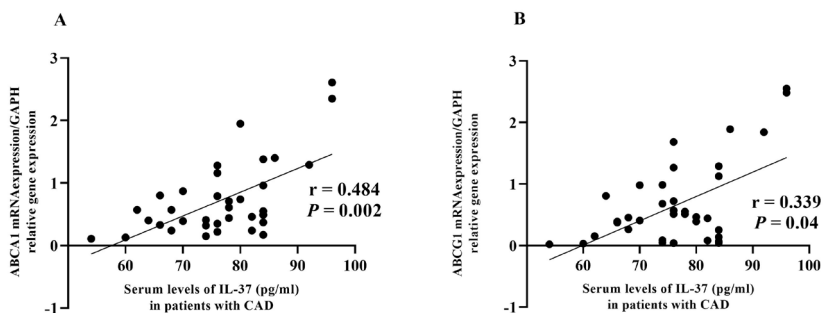 A
ABCA1 mRNAexpression/GAPH
relative gene expression
3
2
1
0
-1
60
70
80
90
100
r = 0.484
P = 0.002
Serum levels of IL-37 (pg/ml)
in patients with CAD
B
ABCG1 mRNAexpression/GAPH
relative gene expression
3
2
1
0
-1
60
70
80
90
100
r = 0.339
P = 0.04
Serum levels of IL-37 (pg/ml)
in patients with CAD